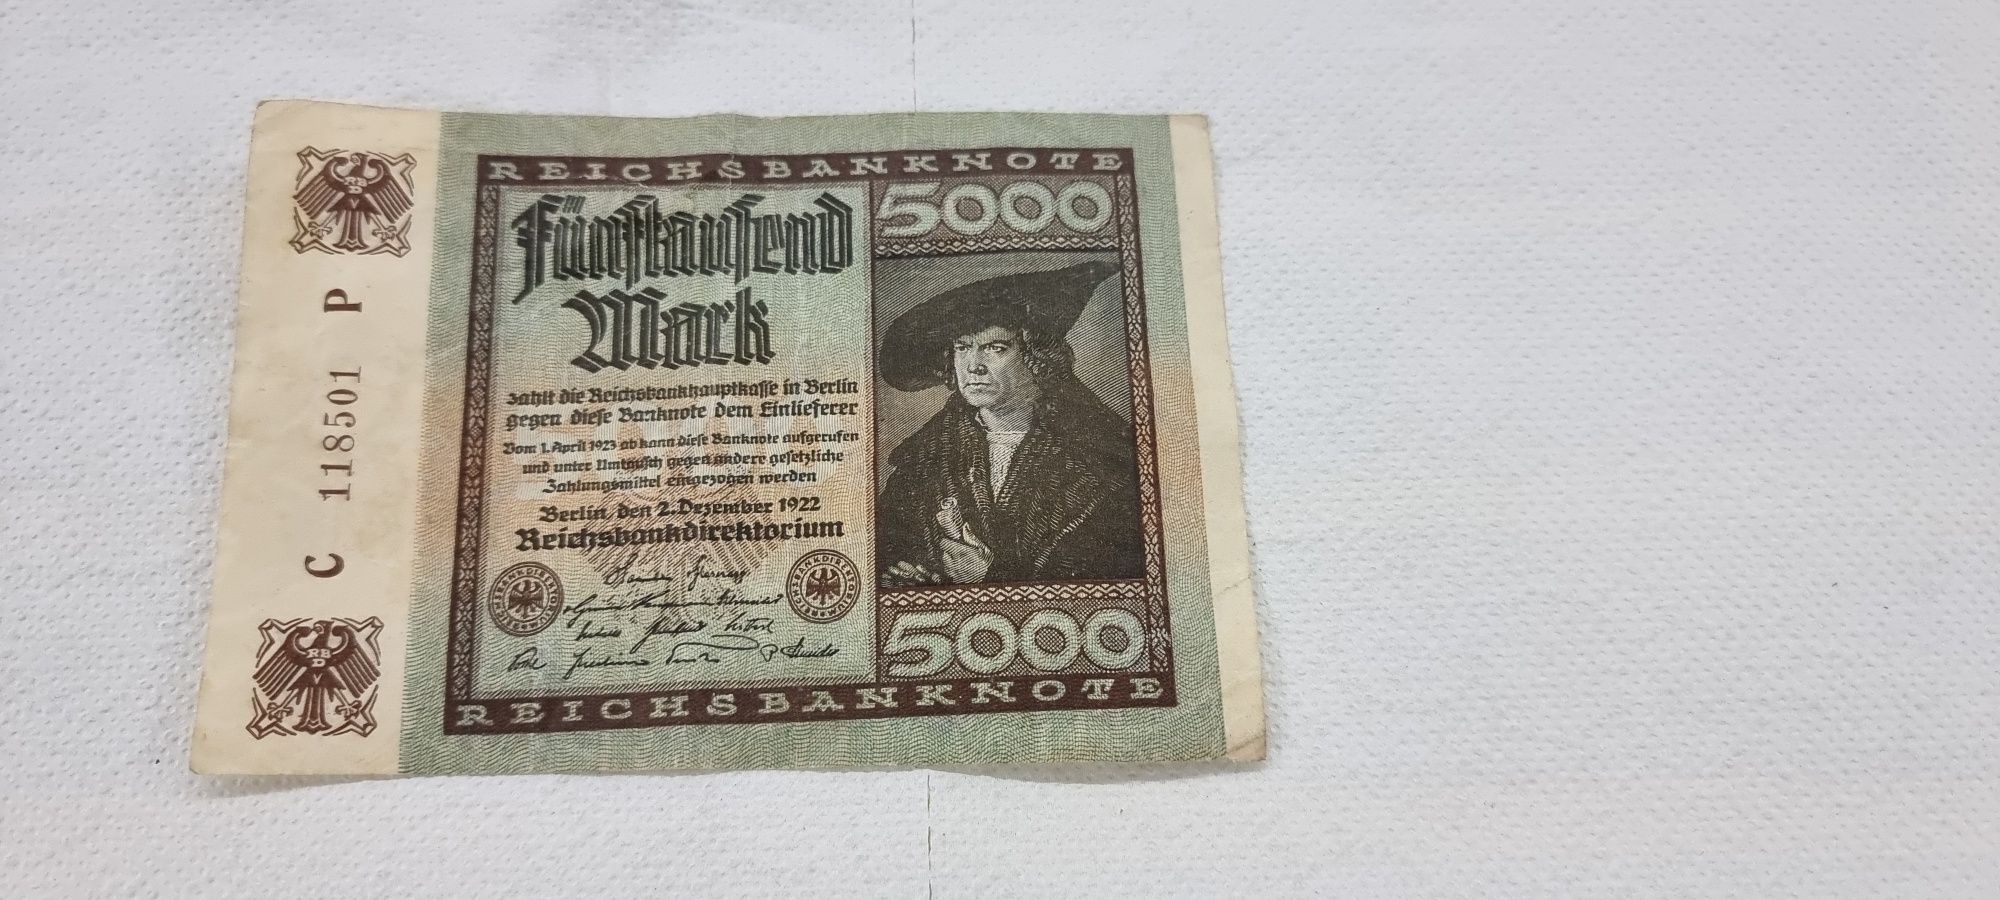 REICHSBANKNOTE
Fünftausend
Mark
zahlt die Reichsbankhauptkasse in Berlin
gegen diese Banknote dem Einlieferer
Vom 1. April 1923 ab kann diese Banknote aufgerufen
und unter Umtausch gegen andere gesetzliche
Zahlungsmittel eingezogen werden
Berlin, den 2. Dezember 1922
Reichsbankdirektorium
5000
5000
REICHSBANKNOTE
C 118501 P
RBD
RBD